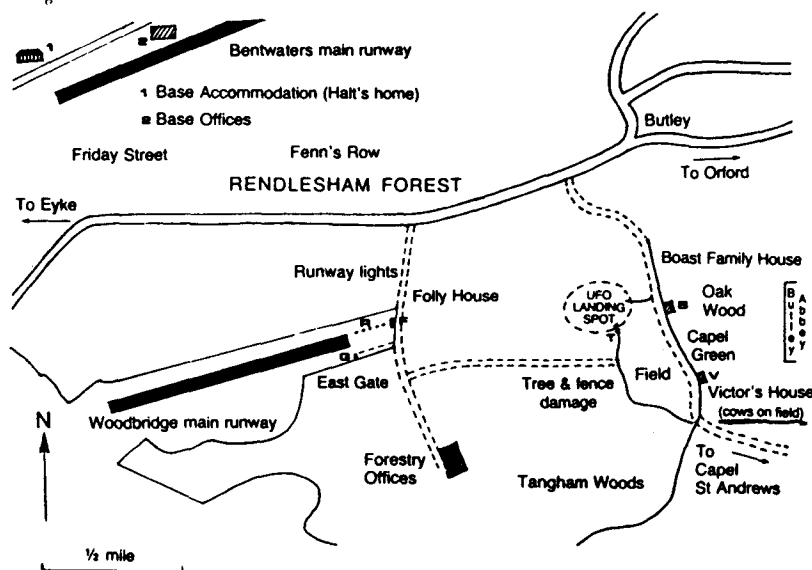 1
2
Bentwaters main runway
1 Base Accommodation (Halt's home)
2 Base Offices
Friday Street
Fenn's Row
Butley
RENDLESHAM FOREST
To Orford
To Eyke
Boast Family House
Runway lights
Folly House
UFO
LANDING
SPOT
B
Oak
Wood
Butley
Abbey
R
F
T
Capel
Green
G
East Gate
Tree & fence
damage
Field
V
Victor's House
(cows on field)
N
Woodbridge main runway
Forestry
Offices
Tangham Woods
To
Capel
St Andrews
½ mile